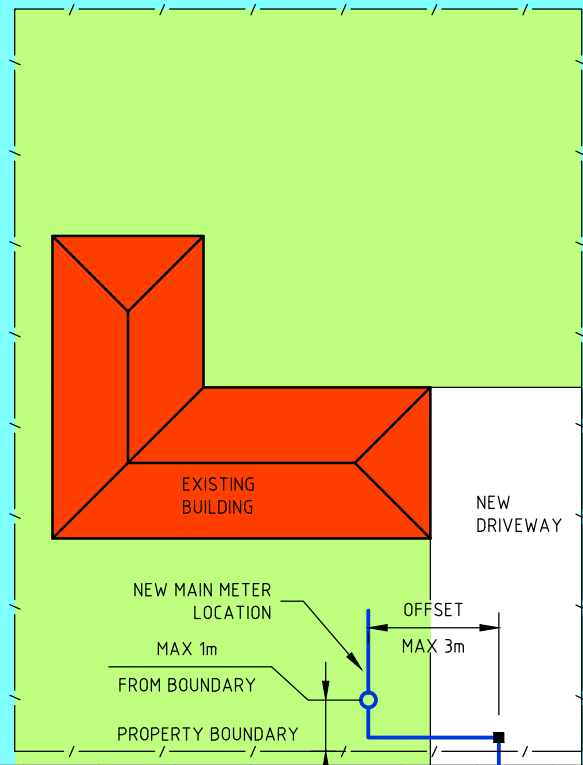 EXISTING
BUILDING
NEW
DRIVEWAY
NEW MAIN METER
LOCATION
OFFSET
MAX 3m
MAX 1m
FROM BOUNDARY
PROPERTY BOUNDARY